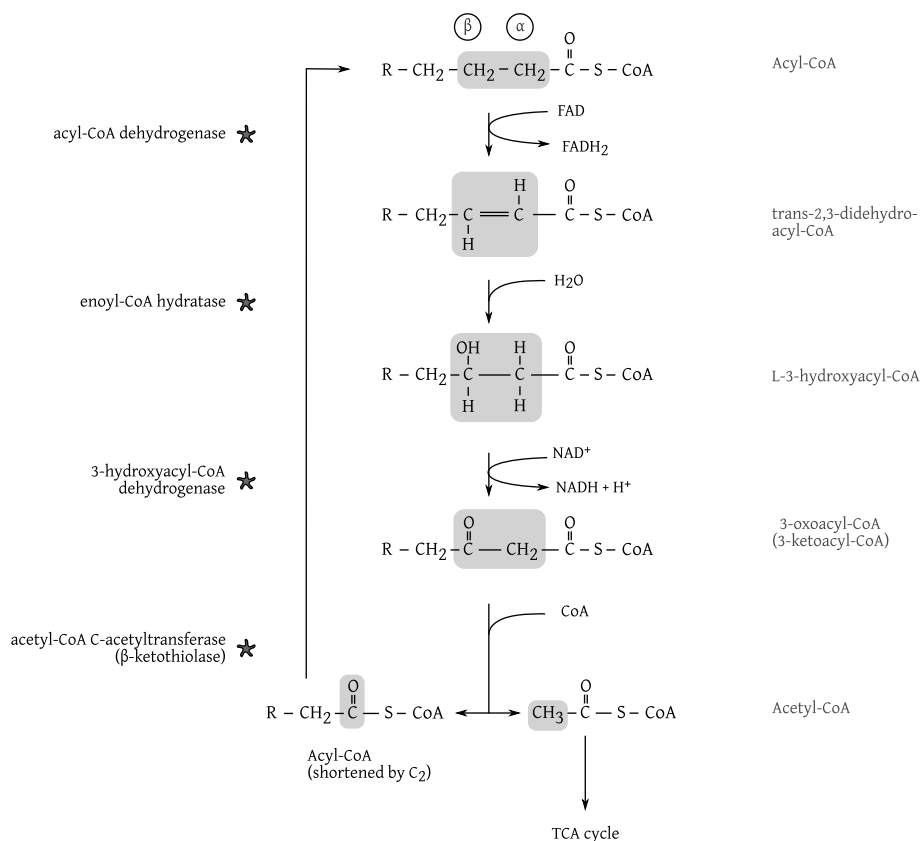 β α
O
R – CH2 – CH2 – CH2 – C – S – CoA
Acyl-CoA
acyl-CoA dehydrogenase
FAD
FADH2
H O
R – CH2 – C = C – C – S – CoA
H
trans-2,3-didehydro-
acyl-CoA
enoyl-CoA hydratase
H2O
OH H O
R – CH2 – C – C – C – S – CoA
H H
L-3-hydroxyacyl-CoA
3-hydroxyacyl-CoA
dehydrogenase
NAD+
NADH + H+
O O
R – CH2 – C – CH2 – C – S – CoA
3-oxoacyl-CoA
(3-ketoacyl-CoA)
acetyl-CoA C-acetyltransferase
(β-ketothiolase)
CoA
O O
R – CH2 – C – S – CoA
CH3 – C – S – CoA
Acetyl-CoA
Acyl-CoA
(shortened by C2)
TCA cycle